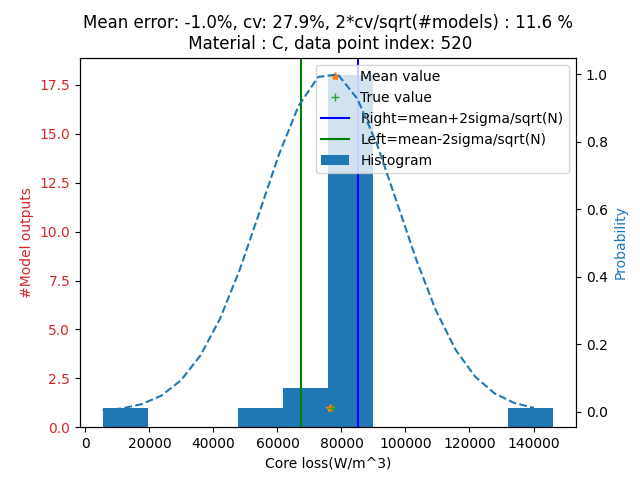 Mean error: -1.0%, cv: 27.9%, 2*cv/sqrt(#models) : 11.6 %
Material : C, data point index: 520
Mean value
True value
Right=mean+2sigma/sqrt(N)
Left=mean-2sigma/sqrt(N)
Histogram
#Model outputs
17.5
15.0
12.5
10.0
7.5
5.0
2.5
0.0
1.0
0.8
0.6
0.4
0.2
0.0
Probability
0 20000 40000 60000 80000 100000 120000 140000
Core loss(W/m^3)